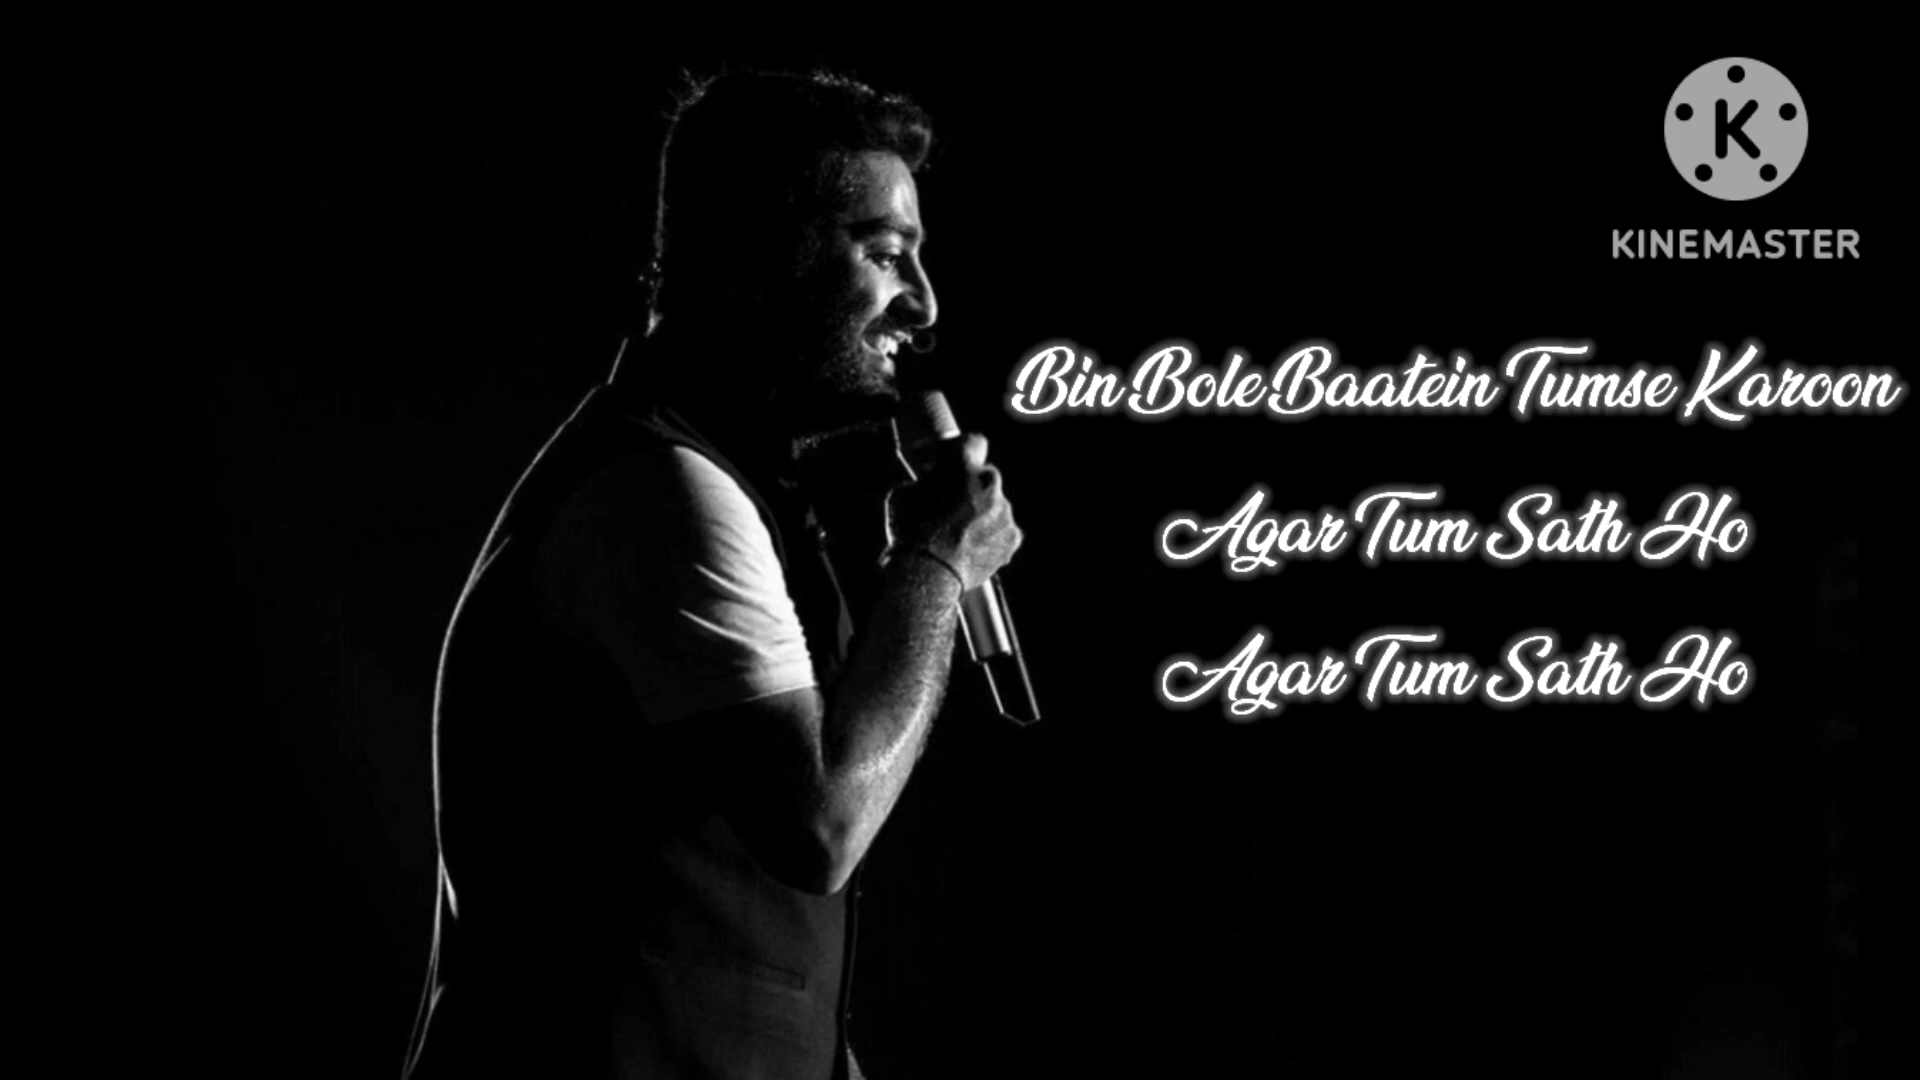 K
KINEMASTER
Bin Bole Baatein Tumse Karoon
Agar Tum Sath Ho
Agar Tum Sath Ho